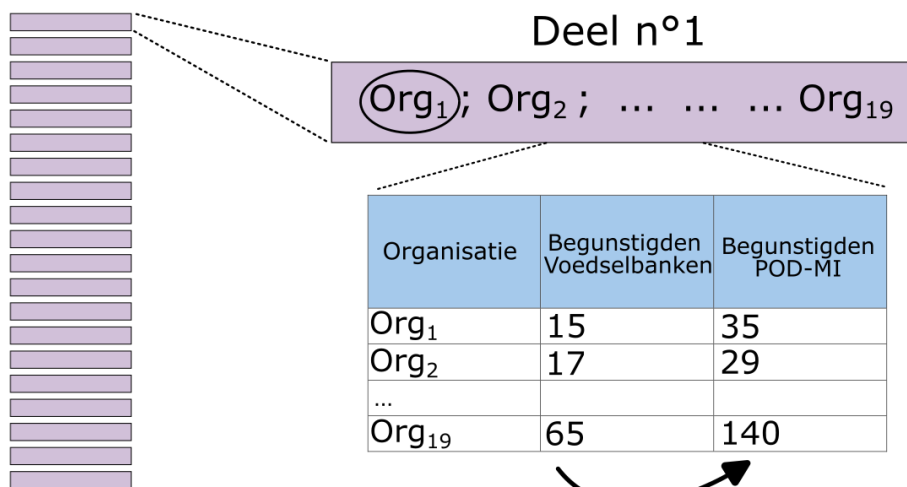 Deel n°1
Org₁; Org₂ ; ... ... ... Org₁₉
Organisatie Begunstigden Voedselbanken Begunstigden POD-MI
Org₁ 15 35
Org₂ 17 29
...
Org₁₉ 65 140